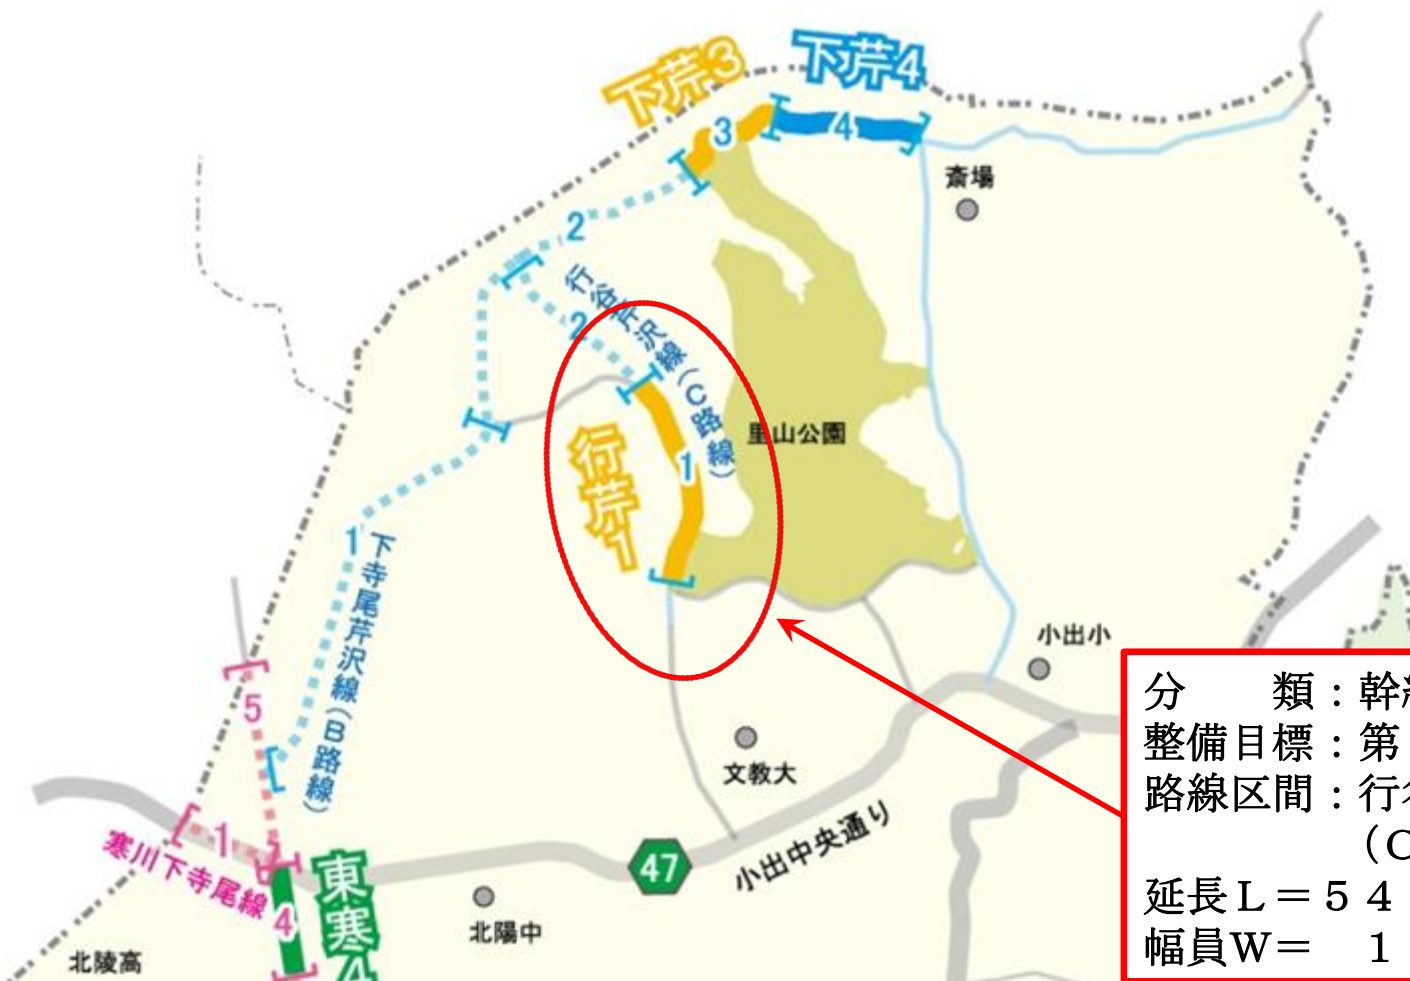 下芹3
下芹4
3
4
斎場
2
行谷芹沢線(C路線)
2
里山公園
1
行芹1
1
下寺尾芹沢線(B路線)
小出小
5
文教大
1
寒川下寺尾線
東寒4
4
47
小出中央通り
北陽中
北陵高
分　　類：幹
整備目標：第
路線区間：行
（C
延長L＝５４
幅員W＝　１